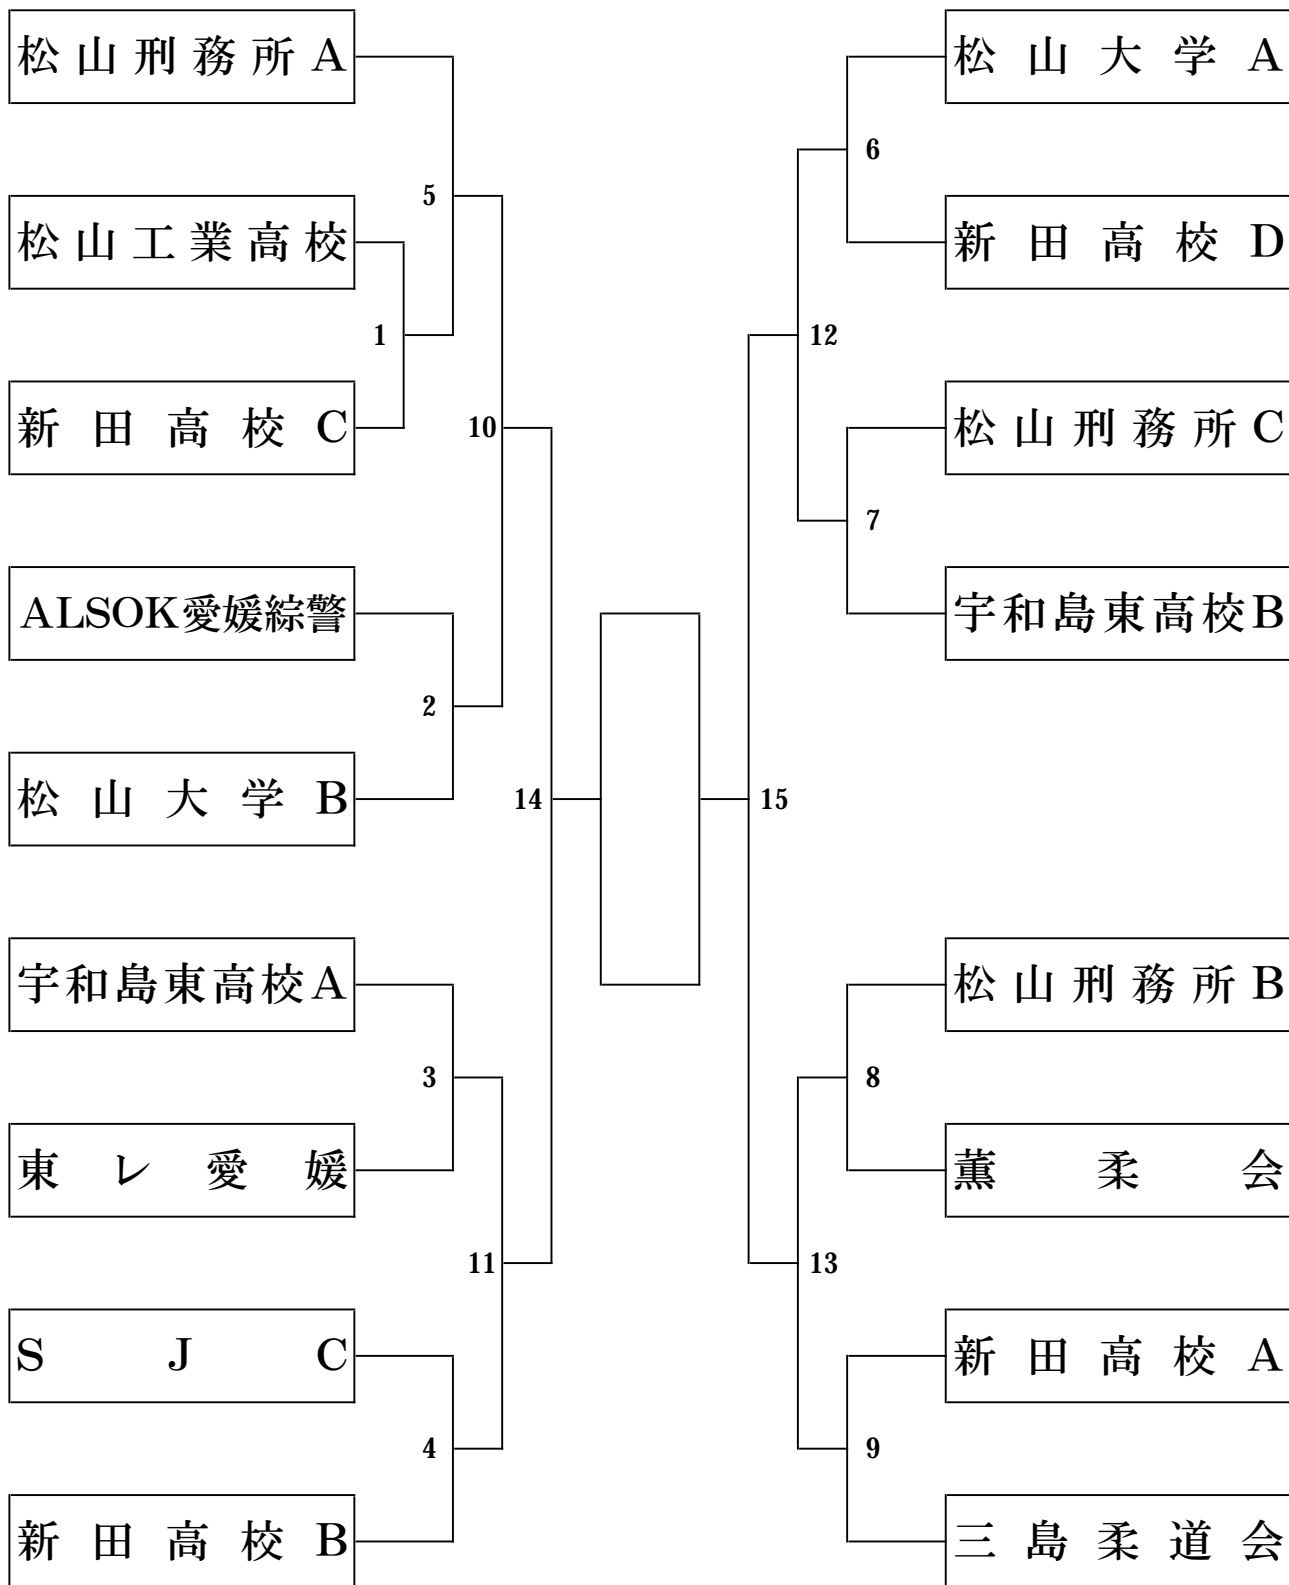 松山刑務所A
5
松山工業高校
1
新田高校C
10
ALSOK愛媛綜警
2
松山大学B
14
宇和島東高校A
3
東レ愛媛
11
SJC
4
新田高校B
松山大学A
6
新田高校D
12
松山刑務所C
7
宇和島東高校B
15
松山刑務所B
8
薫柔会
13
新田高校A
9
三島柔道会